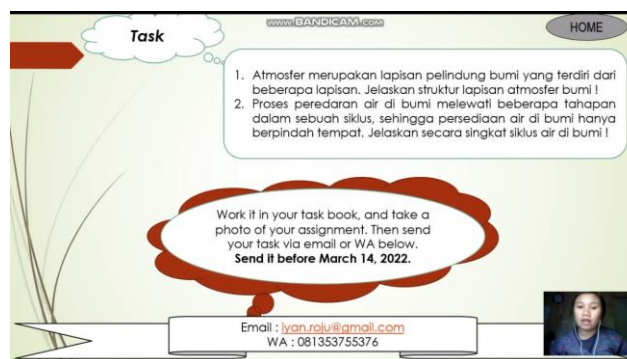 www.BANDICAM.com
HOME
Task
1. Atmosfer merupakan lapisan pelindung bumi yang terdiri dari
beberapa lapisan. Jelaskan struktur lapisan atmosfer bumi !
2. Proses peredaran air di bumi melewati beberapa tahapan
dalam sebuah siklus, sehingga persediaan air di bumi hanya
berpindah tempat. Jelaskan secara singkat siklus air di bumi !
Work it in your task book, and take a
photo of your assignment. Then send
your task via email or WA below.
Send it before March 14, 2022.
Email : iyan.roju@gmail.com
WA : 081353755376